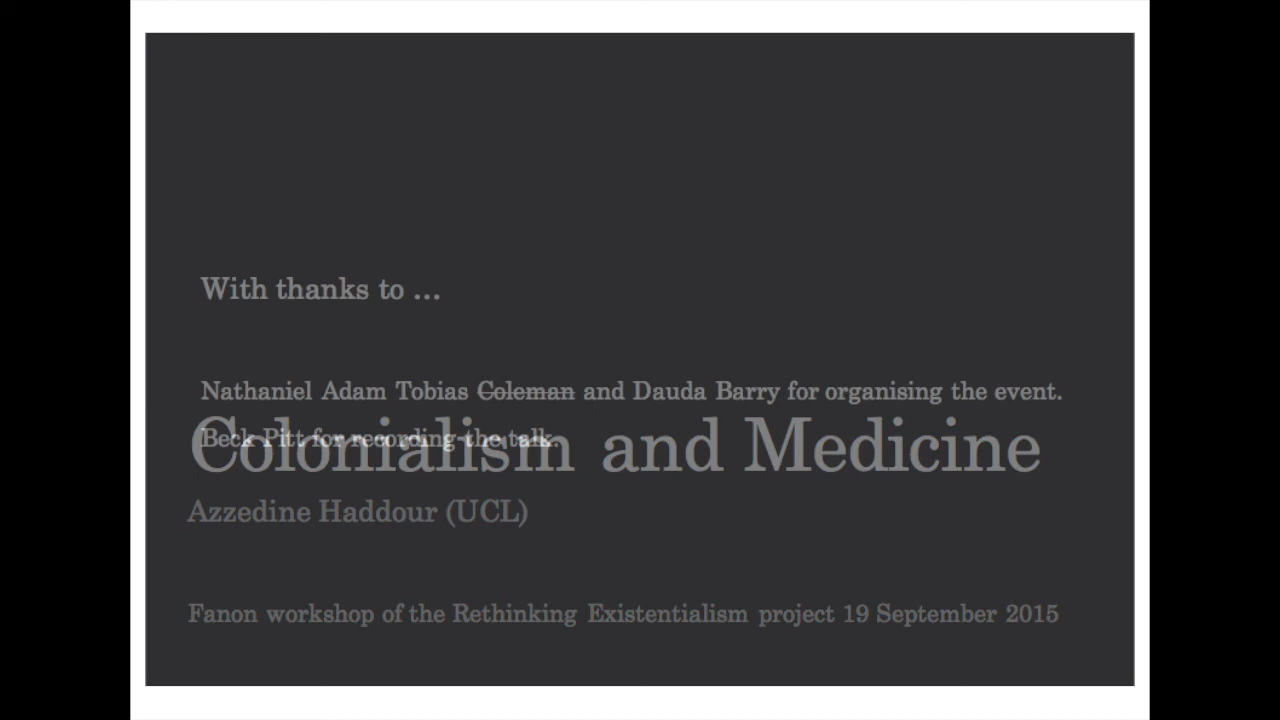 With thanks to ...
Nathaniel Adam Tobias Coleman and Dauda Barry for organising the event.
Beck Pitt for recording the talk.
Colonialism and Medicine
Azzedine Haddour (UCL)
Fanon workshop of the Rethinking Existentialism project 19 September 2015